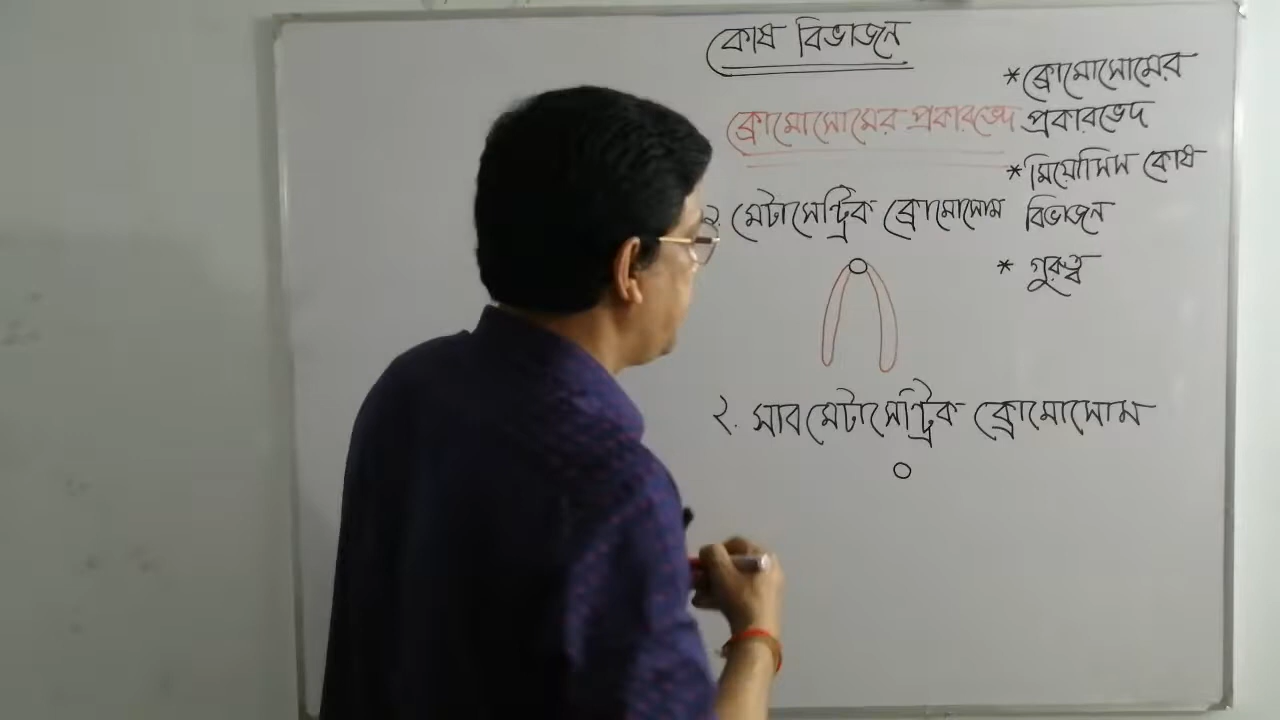 কোষ বিভাজন
ক্রোমোসোমের প্রকারভেদ
মেটাসেন্ট্রিক ক্রোমোসোম
২. সাবমেটাসেন্ট্রিক ক্রোমোসোম
* ক্রোমোসোমের
প্রকারভেদ
* মিয়োসিস কোষ
বিভাজন
* গুরুত্ব